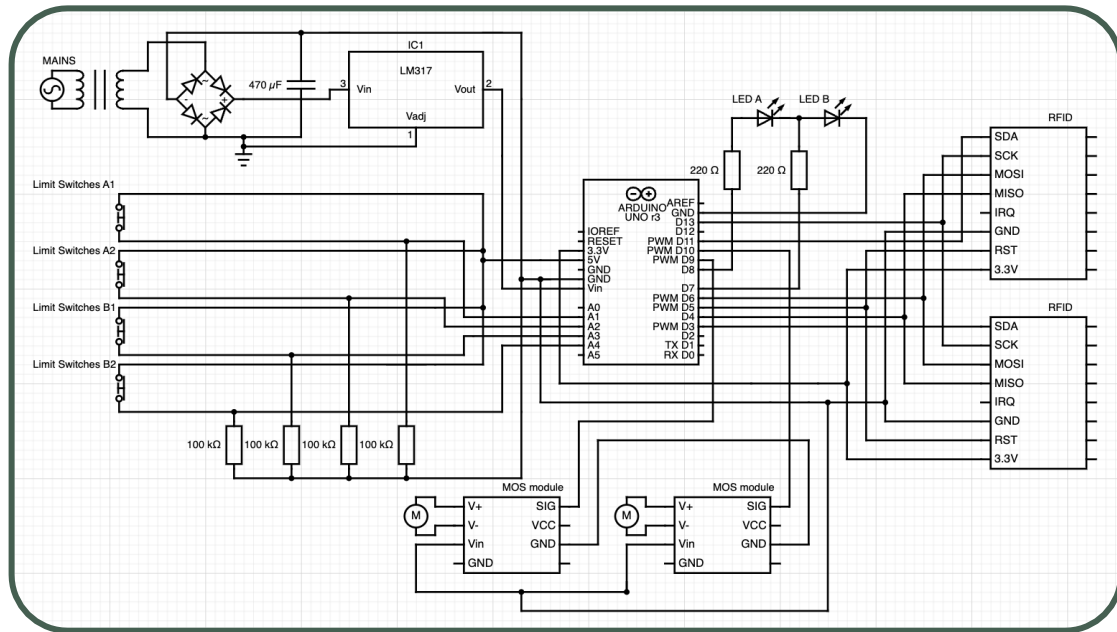 MAINS
~
-
+
~
470 µF
IC1
LM317
3
Vin
Vout
2
Vadj
1
Limit Switches A1
Limit Switches A2
Limit Switches B1
Limit Switches B2
100 kΩ
100 kΩ
100 kΩ
100 kΩ
ARDUINO
UNO r3
IOREF
RESET
3.3V
5V
GND
GND
Vin
A0
A1
A2
A3
A4
A5
AREF
GND
D13
D12
PWM D11
PWM D10
PWM D9
D8
D7
PWM D6
PWM D5
D4
PWM D3
D2
TX D1
RX D0
LED A
LED B
220 Ω
220 Ω
RFID
SDA
SCK
MOSI
MISO
IRQ
GND
RST
3.3V
RFID
SDA
SCK
MOSI
MISO
IRQ
GND
RST
3.3V
MOS module
M
V+
V-
Vin
GND
SIG
VCC
GND
MOS module
M
V+
V-
Vin
GND
SIG
VCC
GND